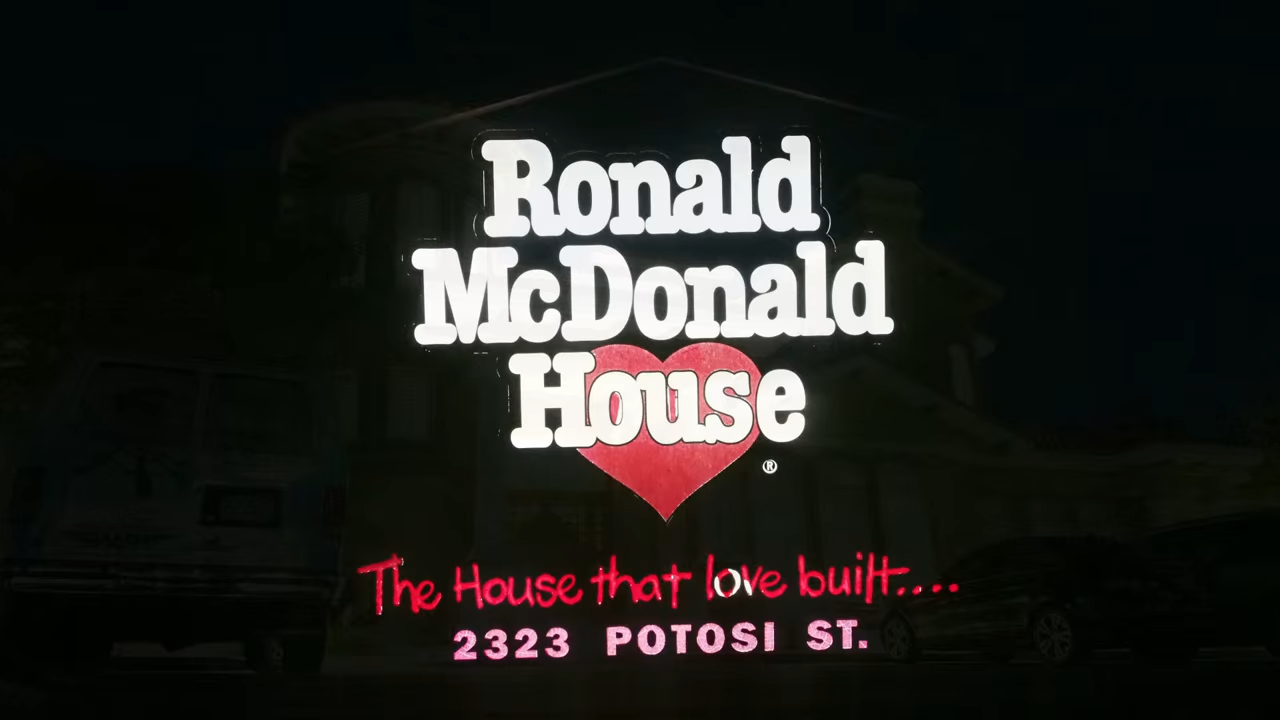 Ronald
McDonald
House
®
The House that love built....
2323 POTOSI ST.